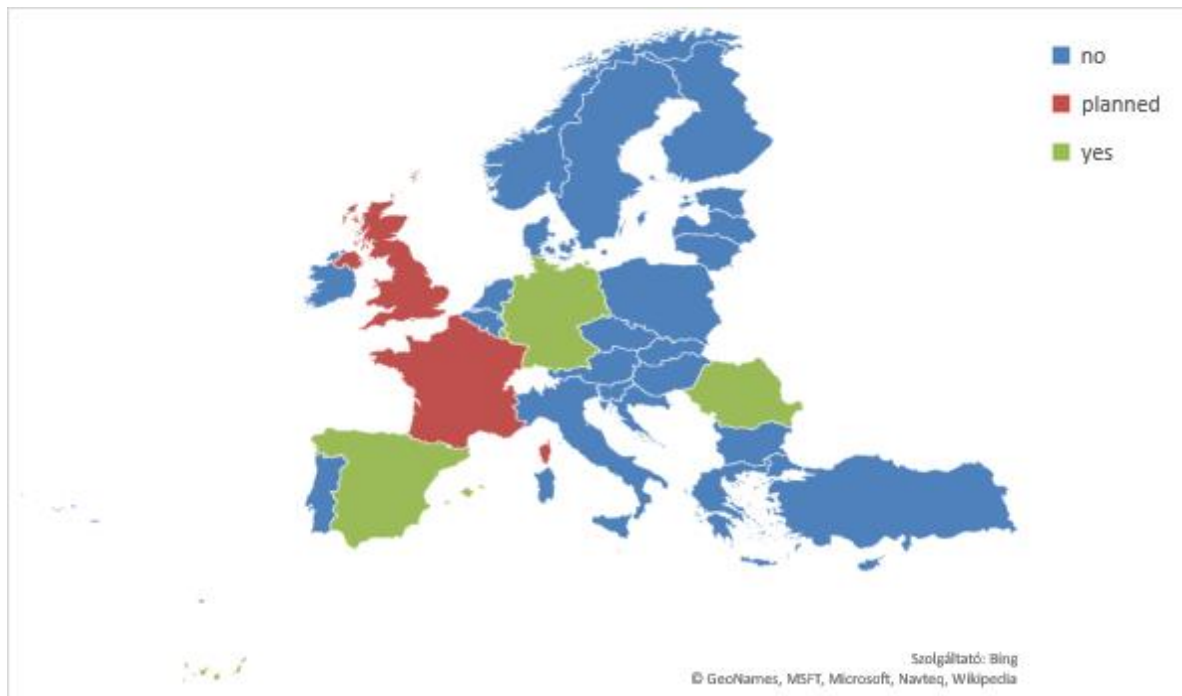 no
planned
yes
Szolgáltató: Bing
© GeoNames, MSFT, Microsoft, Navteq, Wikipedia